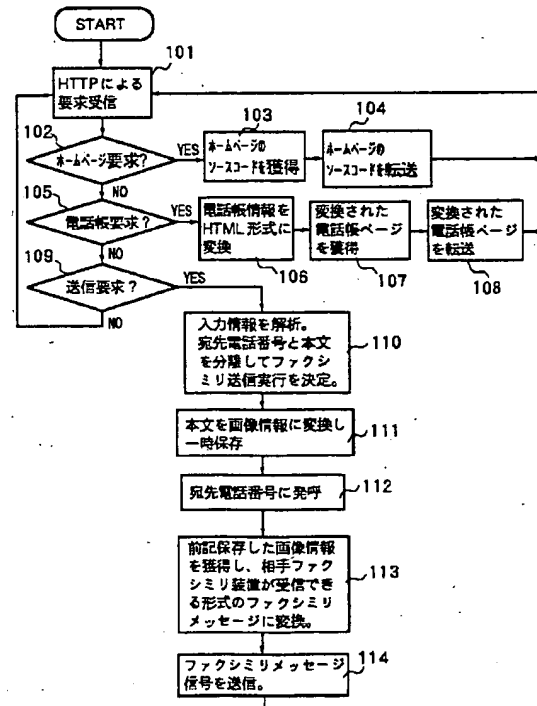 START
101
HTTPによる
要求受信
102
ホームページ要求?
YES
NO
103
ホームページの
ソースコードを獲得
104
ホームページの
ソースコードを転送
105
電話帳要求?
YES
NO
電話帳情報を
HTML形式に
変換
106
変換された
電話帳ページ
を獲得
107
変換された
電話帳ページ
を転送
108
109
送信要求?
YES
NO
入力情報を解析。
宛先電話番号と本文
を分離してファクシ
ミリ送信実行を決定。
110
本文を画像情報に変換し
一時保存
111
宛先電話番号に発呼
112
前記保存した画像情報
を獲得し、相手ファク
シミリ装置が受信でき
る形式のファクシミリ
メッセージに変換。
113
ファクシミリメッセージ
信号を送信。
114